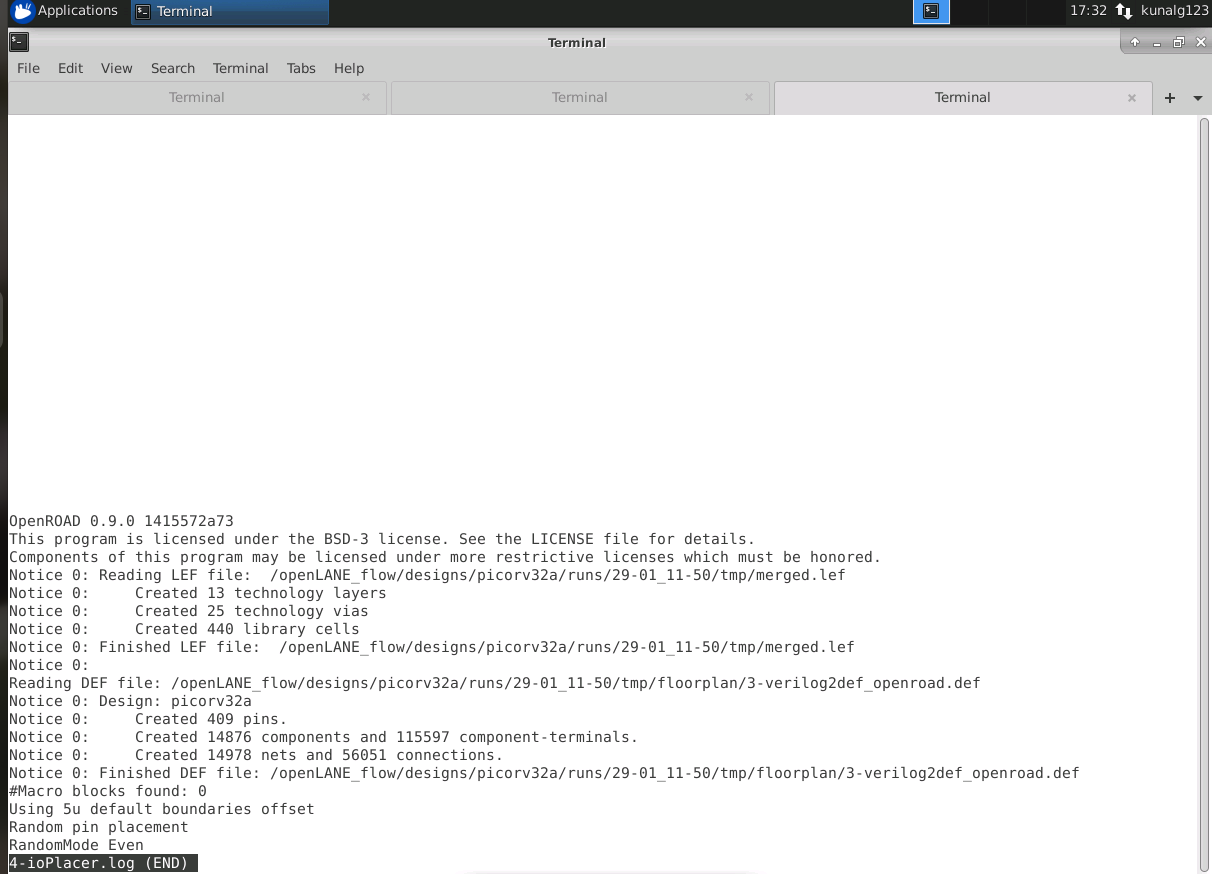 Applications
Terminal
17:32
kunalg123
Terminal
File Edit View Search Terminal Tabs Help
Terminal
Terminal
Terminal
OpenROAD 0.9.0 1415572a73
This program is licensed under the BSD-3 license. See the LICENSE file for details.
Components of this program may be licensed under more restrictive licenses which must be honored.
Notice 0: Reading LEF file:  /openLANE_flow/designs/picorv32a/runs/29-01_11-50/tmp/merged.lef
Notice 0:     Created 13 technology layers
Notice 0:     Created 25 technology vias
Notice 0:     Created 440 library cells
Notice 0: Finished LEF file:  /openLANE_flow/designs/picorv32a/runs/29-01_11-50/tmp/merged.lef
Notice 0:
Reading DEF file: /openLANE_flow/designs/picorv32a/runs/29-01_11-50/tmp/floorplan/3-verilog2def_openroad.def
Notice 0: Design: picorv32a
Notice 0:     Created 409 pins.
Notice 0:     Created 14876 components and 115597 component-terminals.
Notice 0:     Created 14978 nets and 56051 connections.
Notice 0: Finished DEF file: /openLANE_flow/designs/picorv32a/runs/29-01_11-50/tmp/floorplan/3-verilog2def_openroad.def
#Macro blocks found: 0
Using 5u default boundaries offset
Random pin placement
RandomMode Even
4-ioPlacer.log (END)